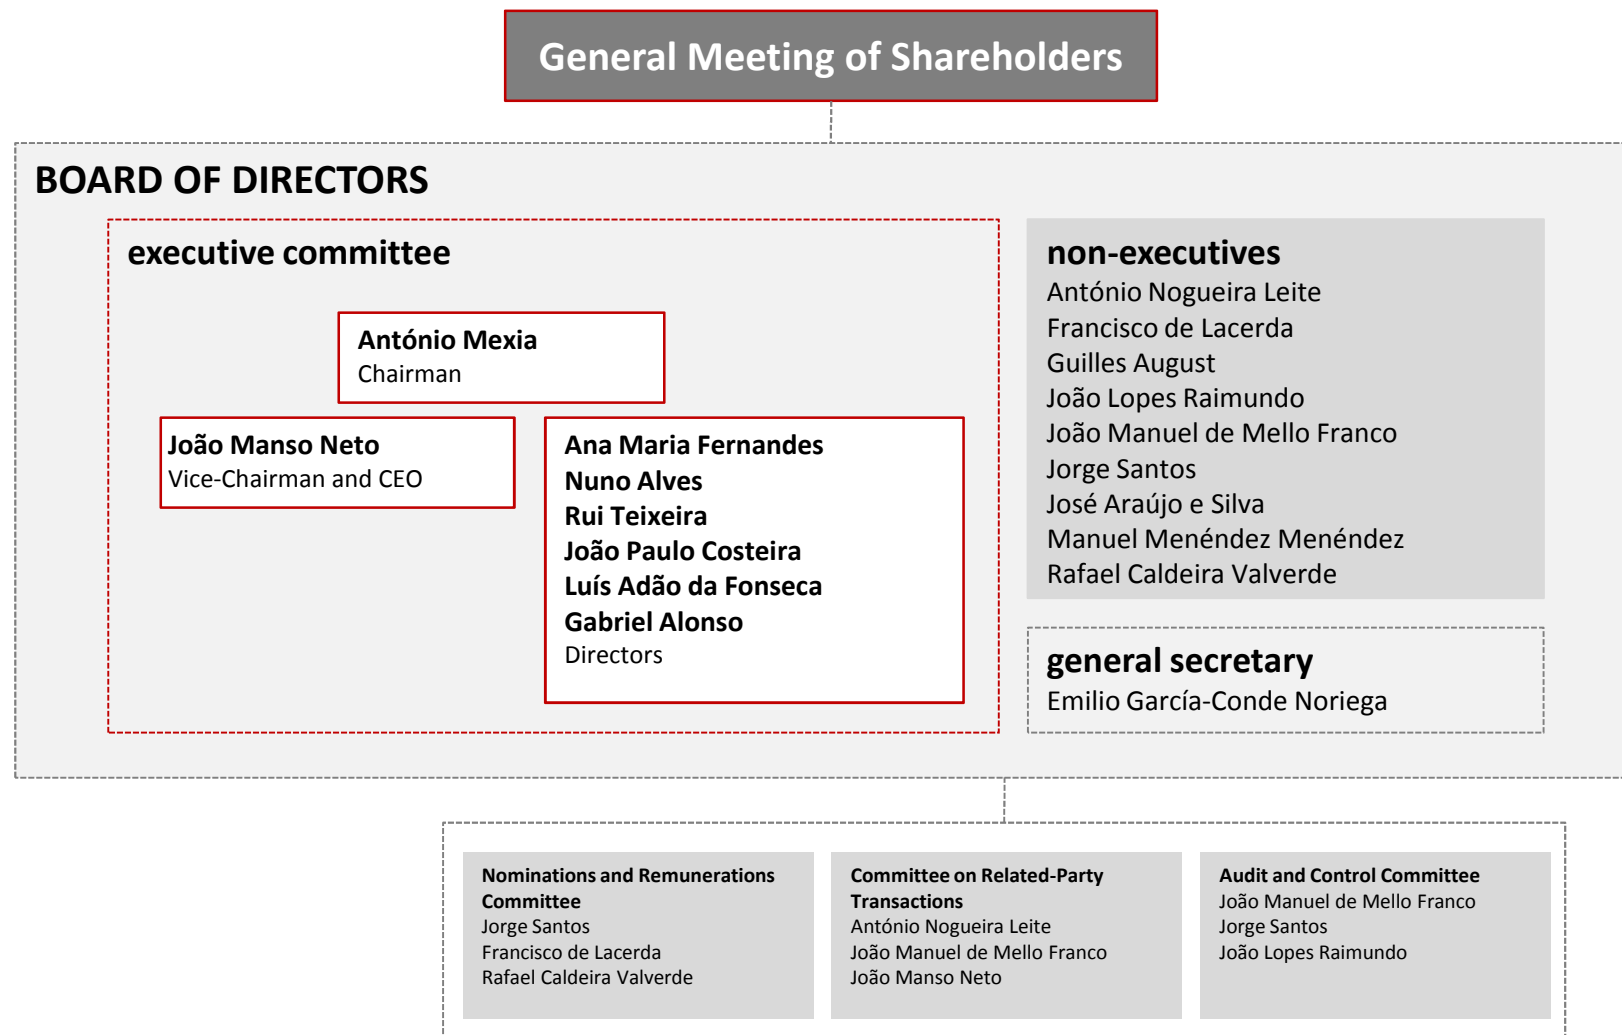 General Meeting of Shareholders
BOARD OF DIRECTORS
executive committee
António Mexia
Chairman
João Manso Neto
Vice-Chairman and CEO
Ana Maria Fernandes
Nuno Alves
Rui Teixeira
João Paulo Costeira
Luís Adão da Fonseca
Gabriel Alonso
Directors
non-executives
António Nogueira Leite
Francisco de Lacerda
Guilles August
João Lopes Raimundo
João Manuel de Mello Franco
Jorge Santos
José Araújo e Silva
Manuel Menéndez Menéndez
Rafael Caldeira Valverde
general secretary
Emilio García-Conde Noriega
Nominations and Remunerations
Committee
Jorge Santos
Francisco de Lacerda
Rafael Caldeira Valverde
Committee on Related-Party
Transactions
António Nogueira Leite
João Manuel de Mello Franco
João Manso Neto
Audit and Control Committee
João Manuel de Mello Franco
Jorge Santos
João Lopes Raimundo